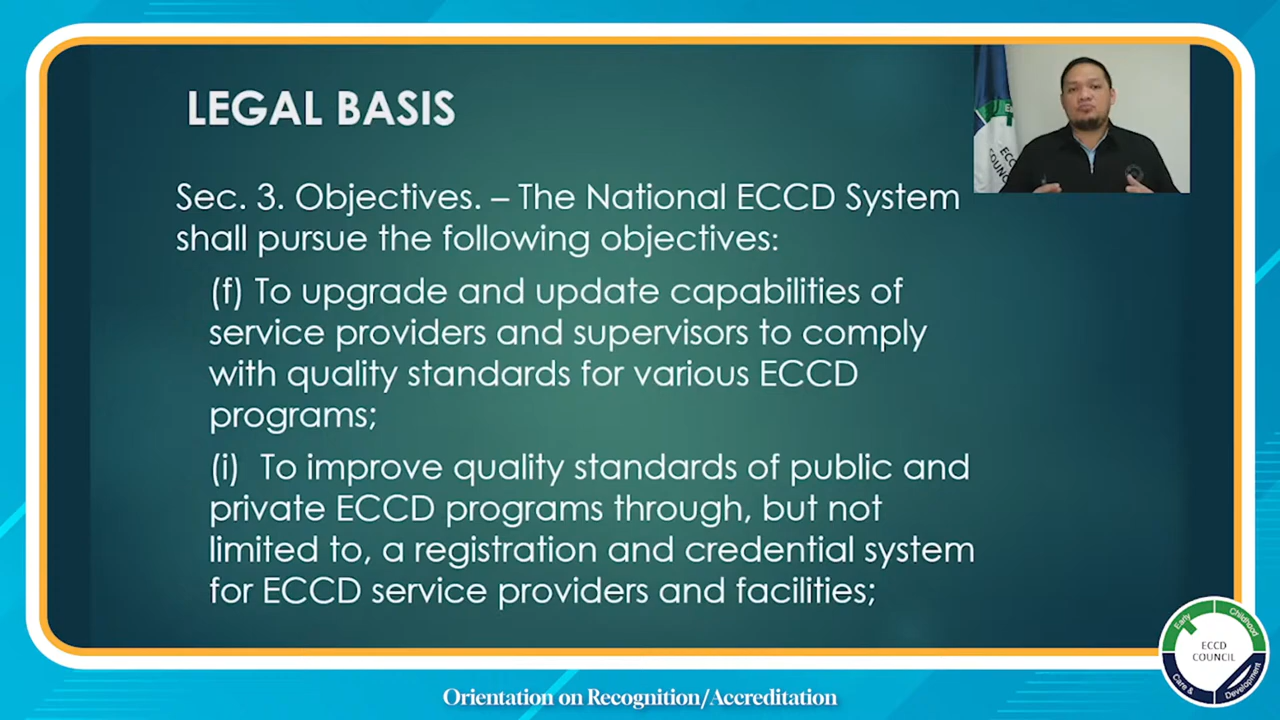 LEGAL BASIS
Sec. 3. Objectives. – The National ECCD System
shall pursue the following objectives:
(f) To upgrade and update capabilities of
service providers and supervisors to comply
with quality standards for various ECCD
programs;
(i) To improve quality standards of public and
private ECCD programs through, but not
limited to, a registration and credential system
for ECCD service providers and facilities;
ECCD
COUNCIL
Early
Childhood
ECCD
COUNCIL
Care &
Development
Orientation on Recognition/Accreditation